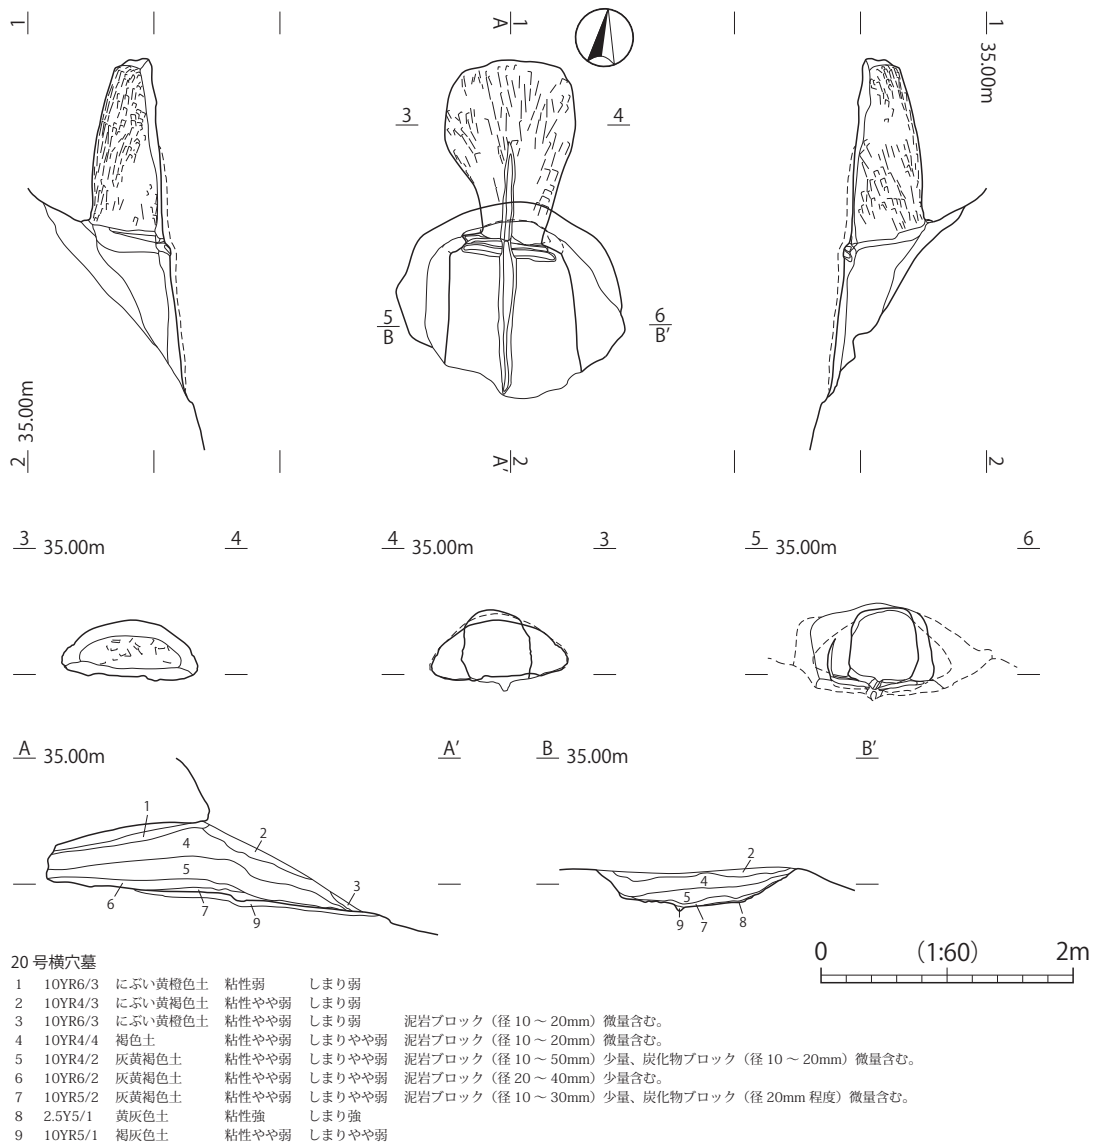 1
A 1
1
35.00m
3
4
5
B
6
B′
35.00m
2
A′ 2
2
3 35.00m 4
4 35.00m 3
5 35.00m 6
A 35.00m A′
B 35.00m B′
1
2
4
5
3
6
7
9
2
4
5
9
7
8
0 (1:60) 2m
20 号横穴墓
1 10YR6/3 にぶい黄橙色土 粘性弱 しまり弱
2 10YR4/3 にぶい黄褐色土 粘性やや弱 しまり弱
3 10YR6/3 にぶい黄橙色土 粘性やや弱 しまり弱 泥岩ブロック（径 10 ～ 20mm）微量含む。
4 10YR4/4 褐色土 粘性やや弱 しまりやや弱 泥岩ブロック（径 10 ～ 20mm）微量含む。
5 10YR4/2 灰黄褐色土 粘性やや弱 しまりやや弱 泥岩ブロック（径 10 ～ 50mm）少量、炭化物ブロック（径 10 ～ 20mm）微量含む。
6 10YR6/2 灰黄褐色土 粘性やや弱 しまりやや弱 泥岩ブロック（径 20 ～ 40mm）少量含む。
7 10YR5/2 灰黄褐色土 粘性やや弱 しまりやや弱 泥岩ブロック（径 10 ～ 30mm）少量、炭化物ブロック（径 20mm 程度）微量含む。
8 2.5Y5/1 黄灰色土 粘性強 しまり強
9 10YR5/1 褐灰色土 粘性やや弱 しまりやや弱